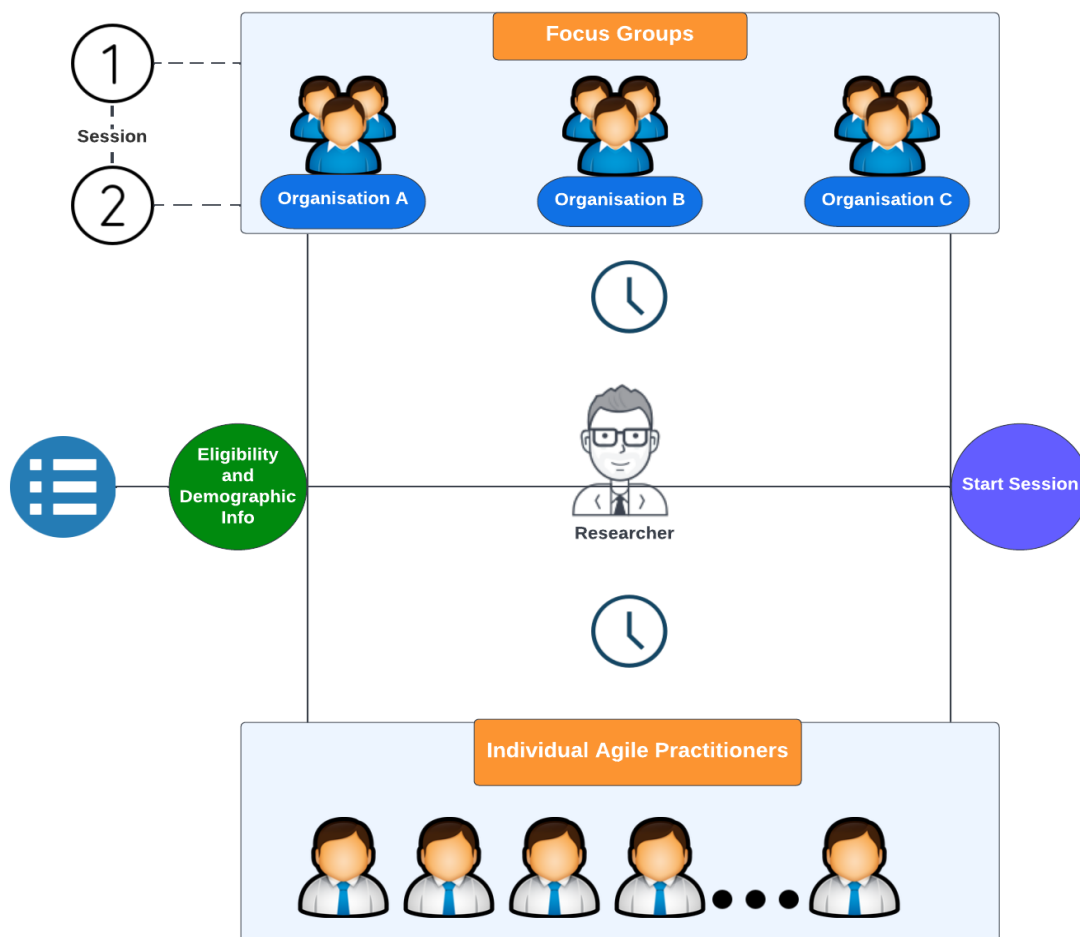 Focus Groups
1
Session
2
Organisation A
Organisation B
Organisation C
Eligibility
and
Demographic
Info
Start Session
Researcher
Individual Agile Practitioners